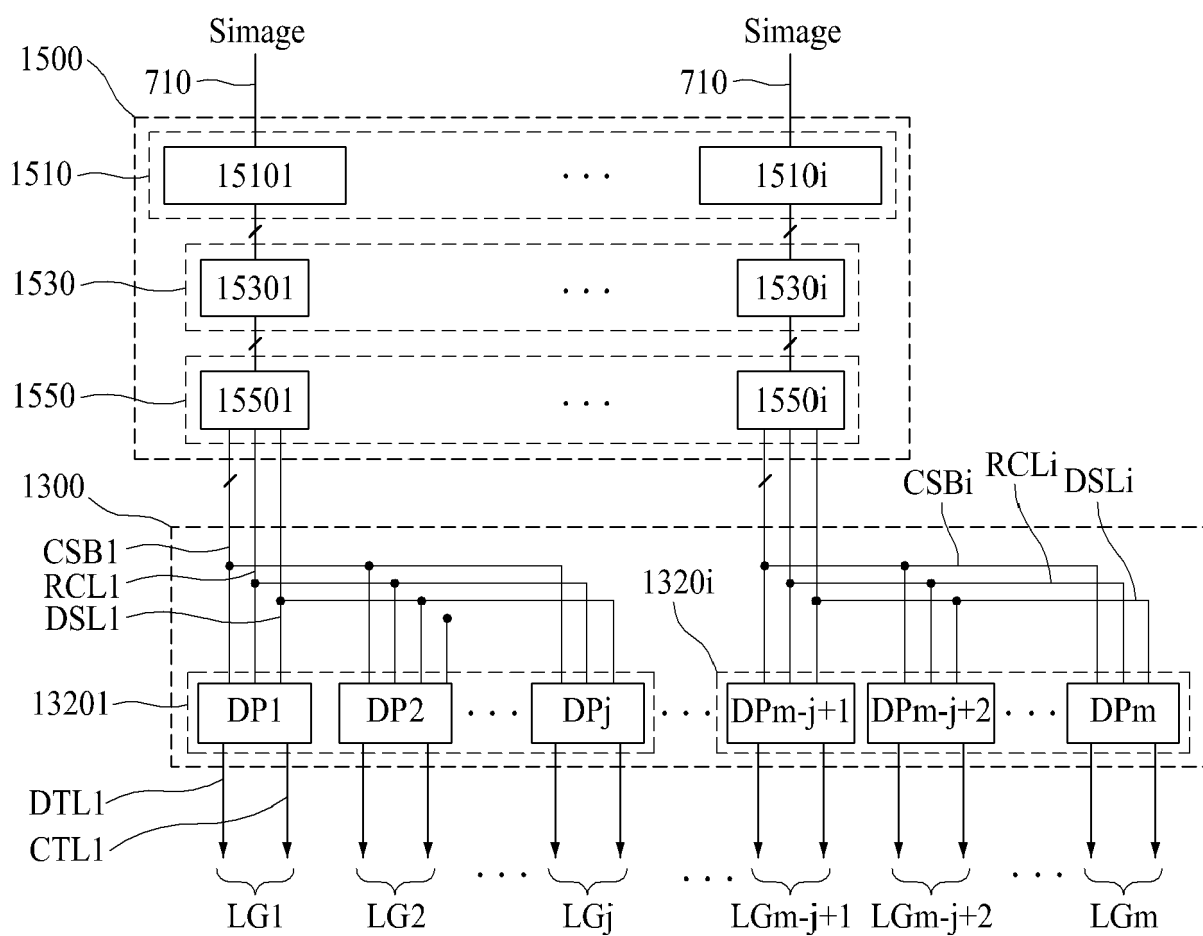 Simage
Simage
1500
710
710
1510
15101
. . .
1510i
1530
15301
. . .
1530i
1550
15501
. . .
1550i
1300
CSBi
RCLi
DSLi
CSB1
RCL1
DSL1
1320i
13201
DP1
DP2
. . .
DPj
. . .
DPm-j+1
DPm-j+2
. . .
DPm
DTL1
CTL1
. . .
. . .
. . .
LG1
LG2
LGj
LGm-j+1
LGm-j+2
LGm